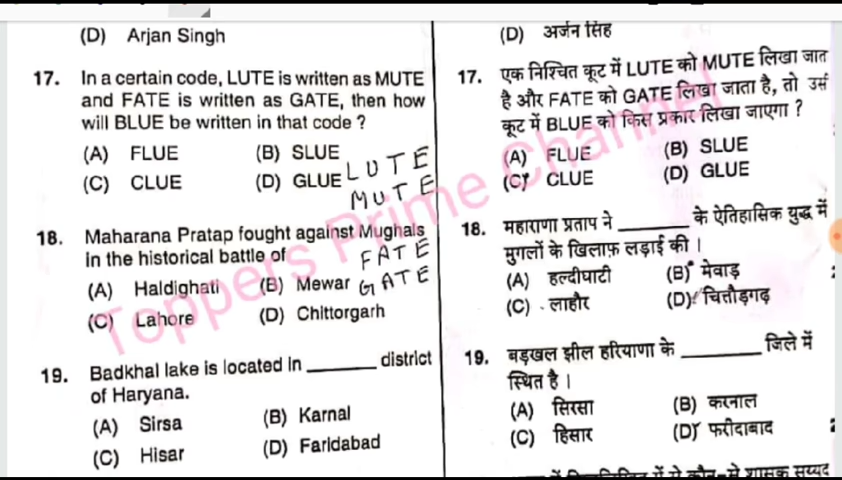 (D) Arjan Singh
17. In a certain code, LUTE is written as MUTE
and FATE is written as GATE, then how
will BLUE be written in that code ?
(A) FLUE (B) SLUE
(C) CLUE (D) GLUE
LUTE
MUTE
18. Maharana Pratap fought against Mughals
in the historical battle of
FATE
(A) Haldighati (B) Mewar
GATE
(C) Lahore (D) Chittorgarh
19. Badkhal lake is located in ______ district
of Haryana.
(A) Sirsa (B) Karnal
(C) Hisar (D) Faridabad
(D) अर्जन सिंह
17. एक निश्चित कूट में LUTE को MUTE लिखा जात
है और FATE को GATE लिखा जाता है, तो उसी
कूट में BLUE को किस प्रकार लिखा जाएगा ?
(A) FLUE (B) SLUE
(C) CLUE (D) GLUE
18. महाराणा प्रताप ने ______ के ऐतिहासिक युद्ध में
मुगलों के खिलाफ़ लड़ाई की ।
(A) हल्दीघाटी (B) मेवाड़
(C) लाहौर (D) चित्तौड़गढ़
19. बड़खल झील हरियाणा के ______ जिले में
स्थित है ।
(A) सिरसा (B) करनाल
(C) हिसार (D) फरीदाबाद
Toppers Prime Channel